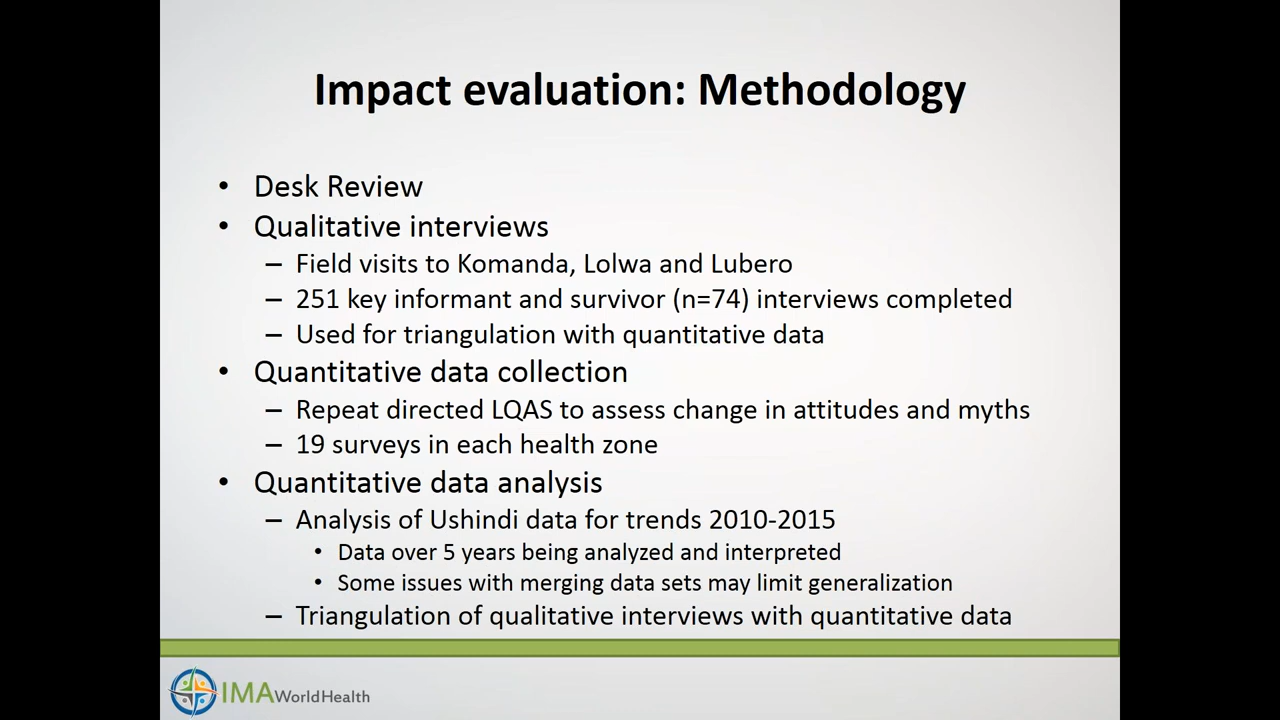 Impact evaluation: Methodology
• Desk Review
• Qualitative interviews
– Field visits to Komanda, Lolwa and Lubero
– 251 key informant and survivor (n=74) interviews completed
– Used for triangulation with quantitative data
• Quantitative data collection
– Repeat directed LQAS to assess change in attitudes and myths
– 19 surveys in each health zone
• Quantitative data analysis
– Analysis of Ushindi data for trends 2010-2015
• Data over 5 years being analyzed and interpreted
• Some issues with merging data sets may limit generalization
– Triangulation of qualitative interviews with quantitative data
IMAWorldHealth